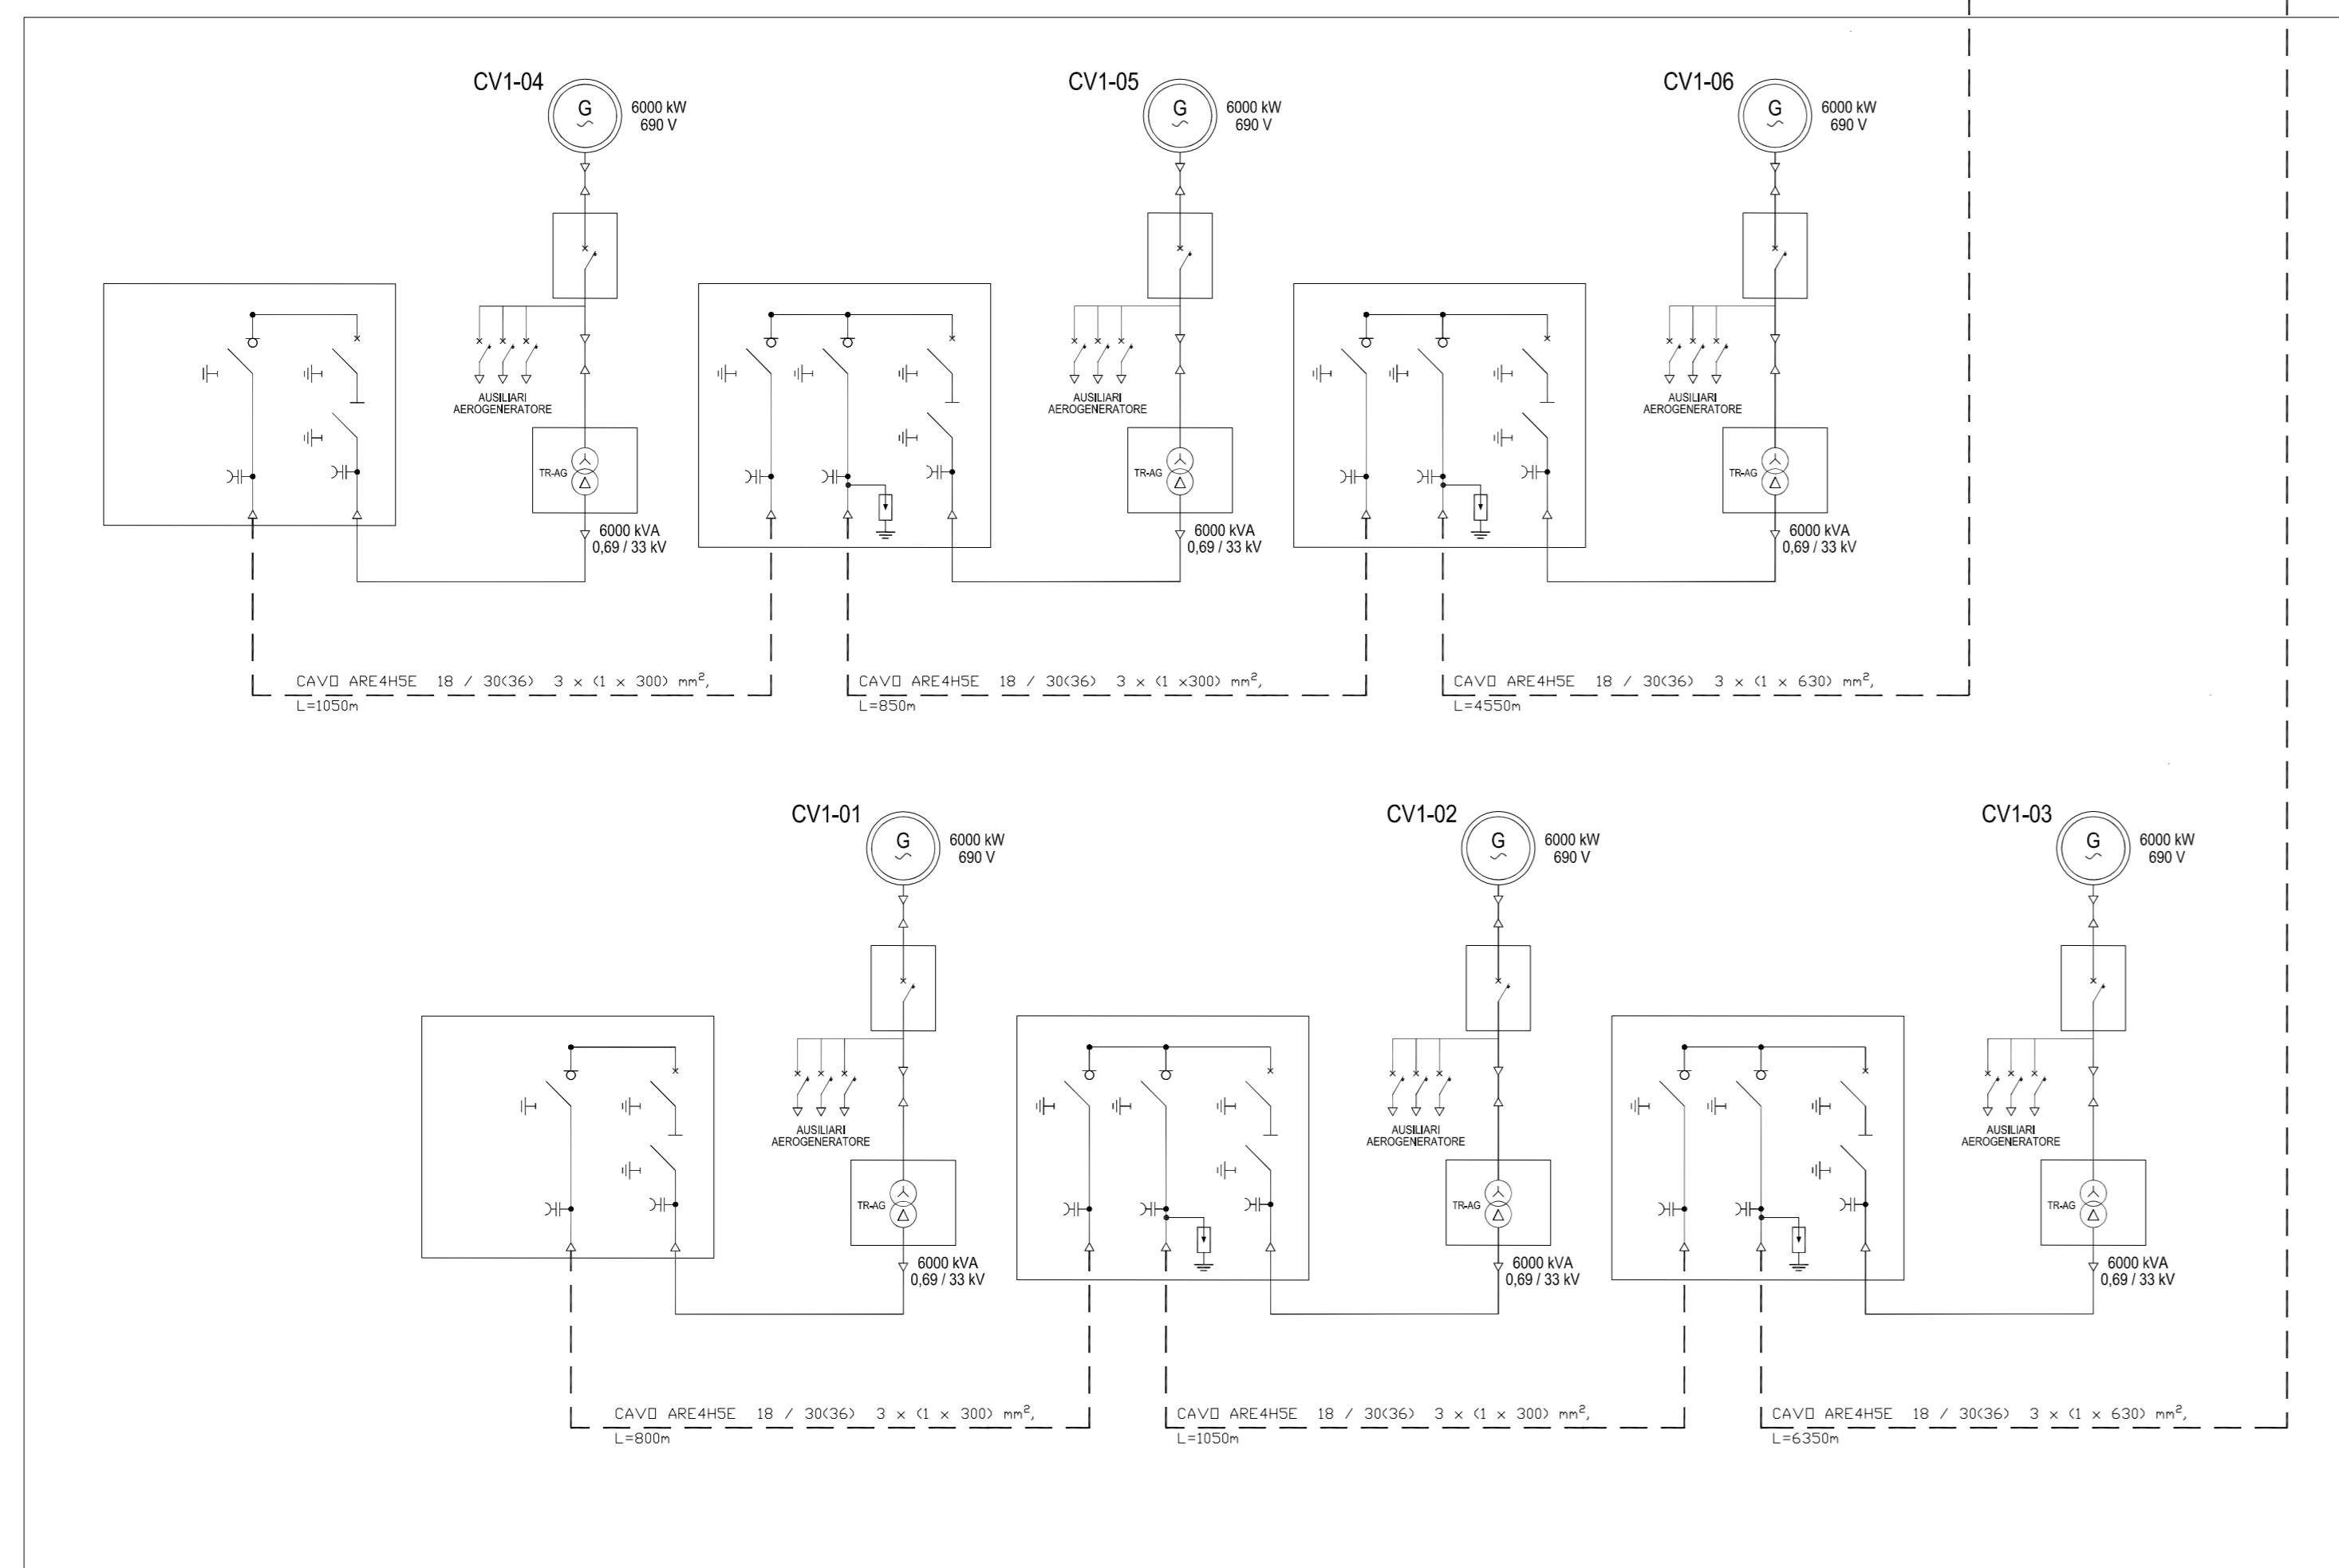 CV1-04
G
6000 kW
690 V
AUSILIARI
AEROGENERATORE
TR-AG
6000 kVA
0,69 / 33 kV
CV1-05
G
6000 kW
690 V
AUSILIARI
AEROGENERATORE
TR-AG
6000 kVA
0,69 / 33 kV
CV1-06
G
6000 kW
690 V
AUSILIARI
AEROGENERATORE
TR-AG
6000 kVA
0,69 / 33 kV
CAVO ARE4H5E 18 / 30(36) 3 x (1 x 300) mm²,
L=1050m
CAVO ARE4H5E 18 / 30(36) 3 x (1 x300) mm²,
L=850m
CAVO ARE4H5E 18 / 30(36) 3 x (1 x 630) mm²,
L=4550m
CV1-01
G
6000 kW
690 V
AUSILIARI
AEROGENERATORE
TR-AG
6000 kVA
0,69 / 33 kV
CV1-02
G
6000 kW
690 V
AUSILIARI
AEROGENERATORE
TR-AG
6000 kVA
0,69 / 33 kV
CV1-03
G
6000 kW
690 V
AUSILIARI
AEROGENERATORE
TR-AG
6000 kVA
0,69 / 33 kV
CAVO ARE4H5E 18 / 30(36) 3 x (1 x 300) mm²,
L=800m
CAVO ARE4H5E 18 / 30(36) 3 x (1 x 300) mm²,
L=1050m
CAVO ARE4H5E 18 / 30(36) 3 x (1 x 630) mm²,
L=6350m